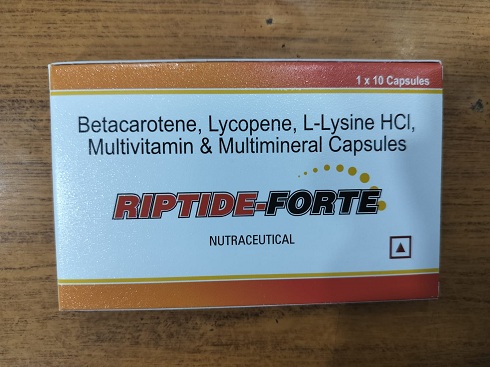 1 x 10 Capsules
Betacarotene, Lycopene, L-Lysine HCl,
Multivitamin & Multimineral Capsules
RIPTIDE-FORTE
NUTRACEUTICAL